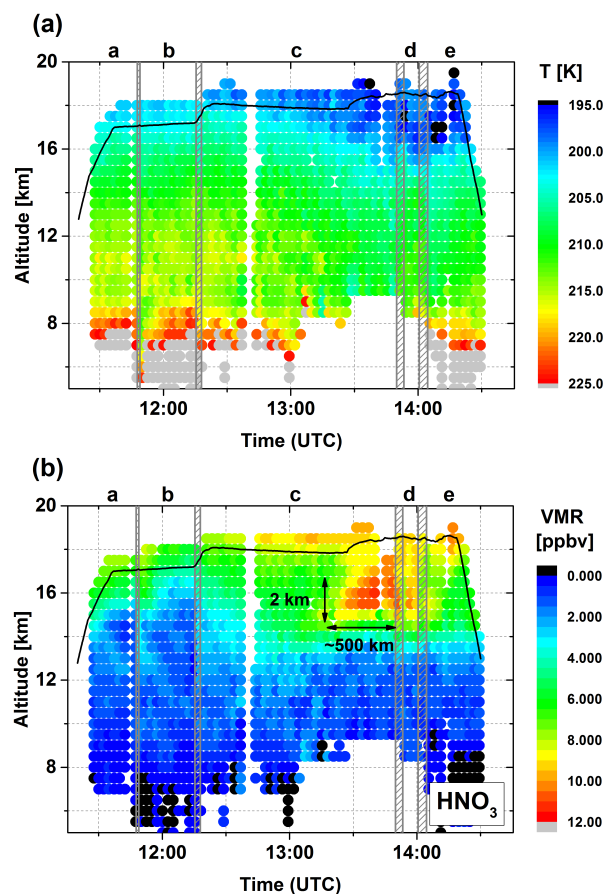 (a)
a b c d e
20
16
12
8
Altitude [km]
12:00 13:00 14:00
Time (UTC)
T [K]
195.0
200.0
205.0
210.0
215.0
220.0
225.0
(b)
a b c d e
20
16
12
8
Altitude [km]
2 km
~500 km
HNO3
12:00 13:00 14:00
Time (UTC)
VMR
[ppbv]
0.000
2.000
4.000
6.000
8.000
10.00
12.00